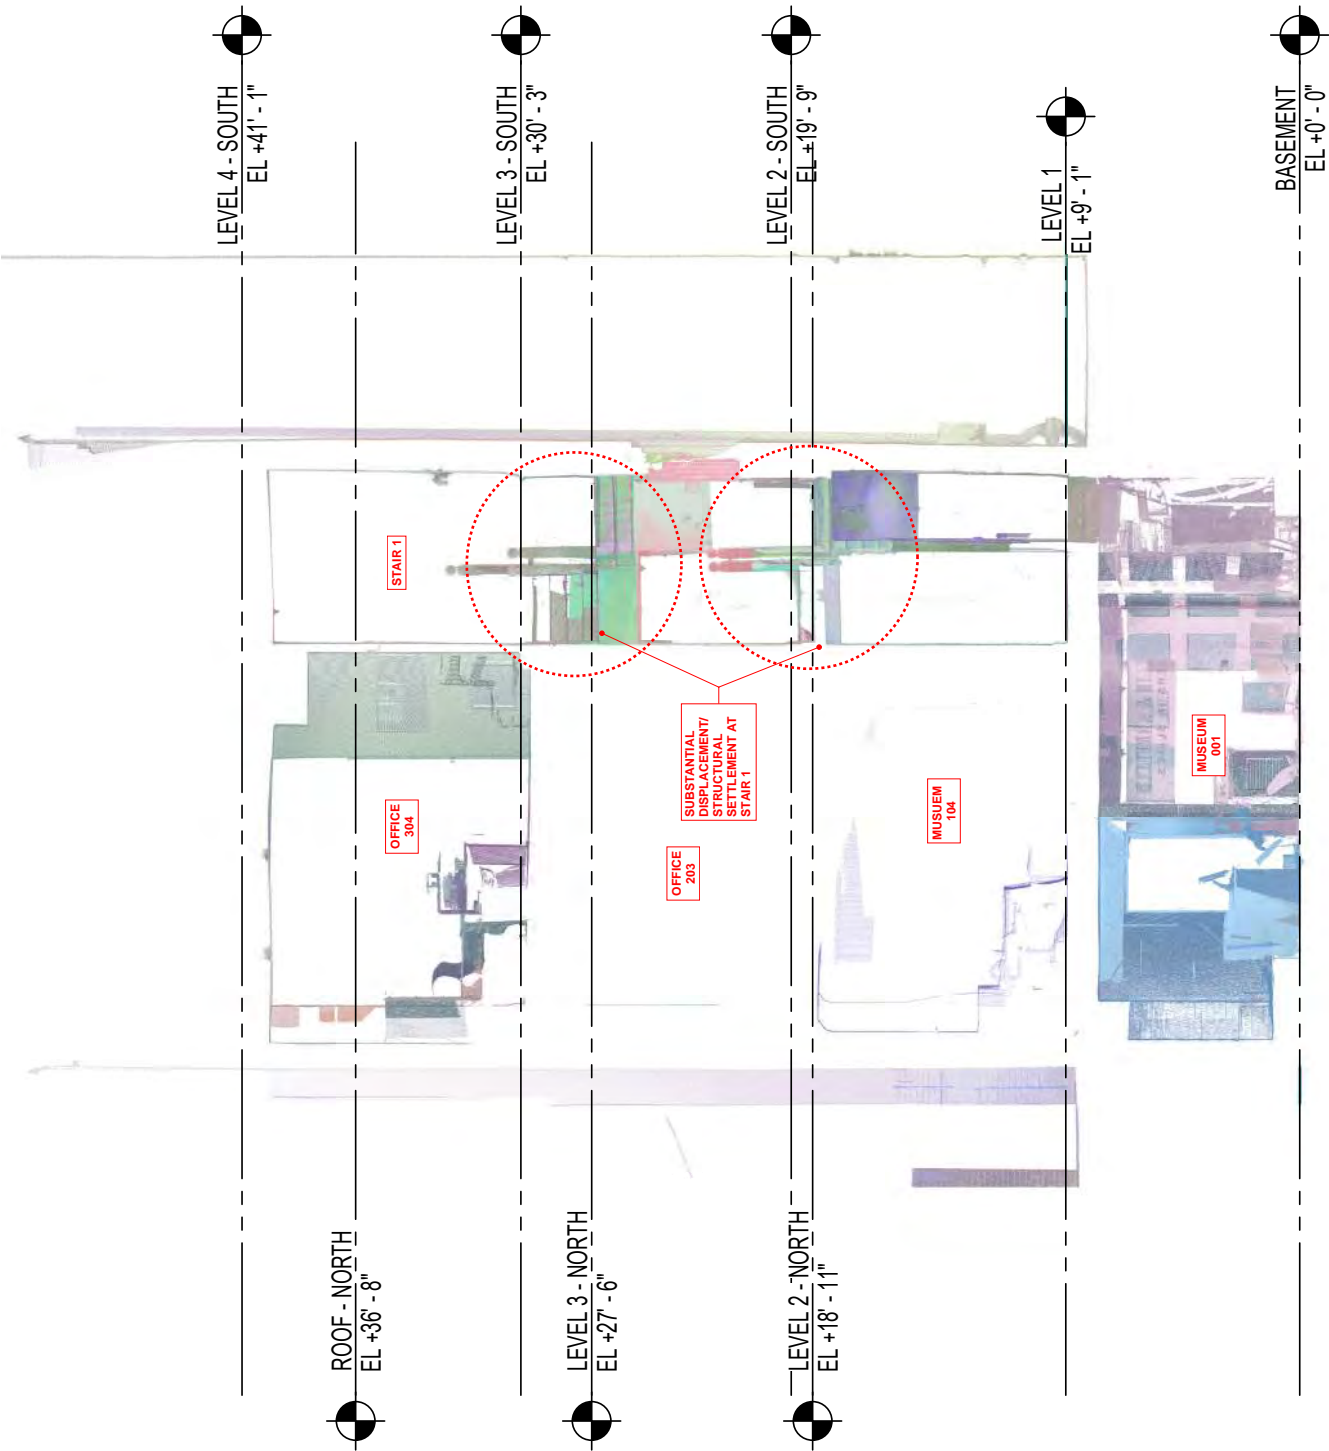 LEVEL 4 - SOUTH
EL +41' - 1"
LEVEL 3 - SOUTH
EL +30' - 3"
LEVEL 2 - SOUTH
EL +19' - 9"
LEVEL 1
EL +9' - 1"
BASEMENT
EL +0' - 0"
STAIR 1
OFFICE
304
SUBSTANTIAL
DISPLACEMENT/
STRUCTURAL
SETTLEMENT AT
STAIR 1
OFFICE
203
MUSUEM
104
MUSEUM
001
ROOF - NORTH
EL +36' - 8"
LEVEL 3 - NORTH
EL +27' - 6"
LEVEL 2 - NORTH
EL +18' - 11"